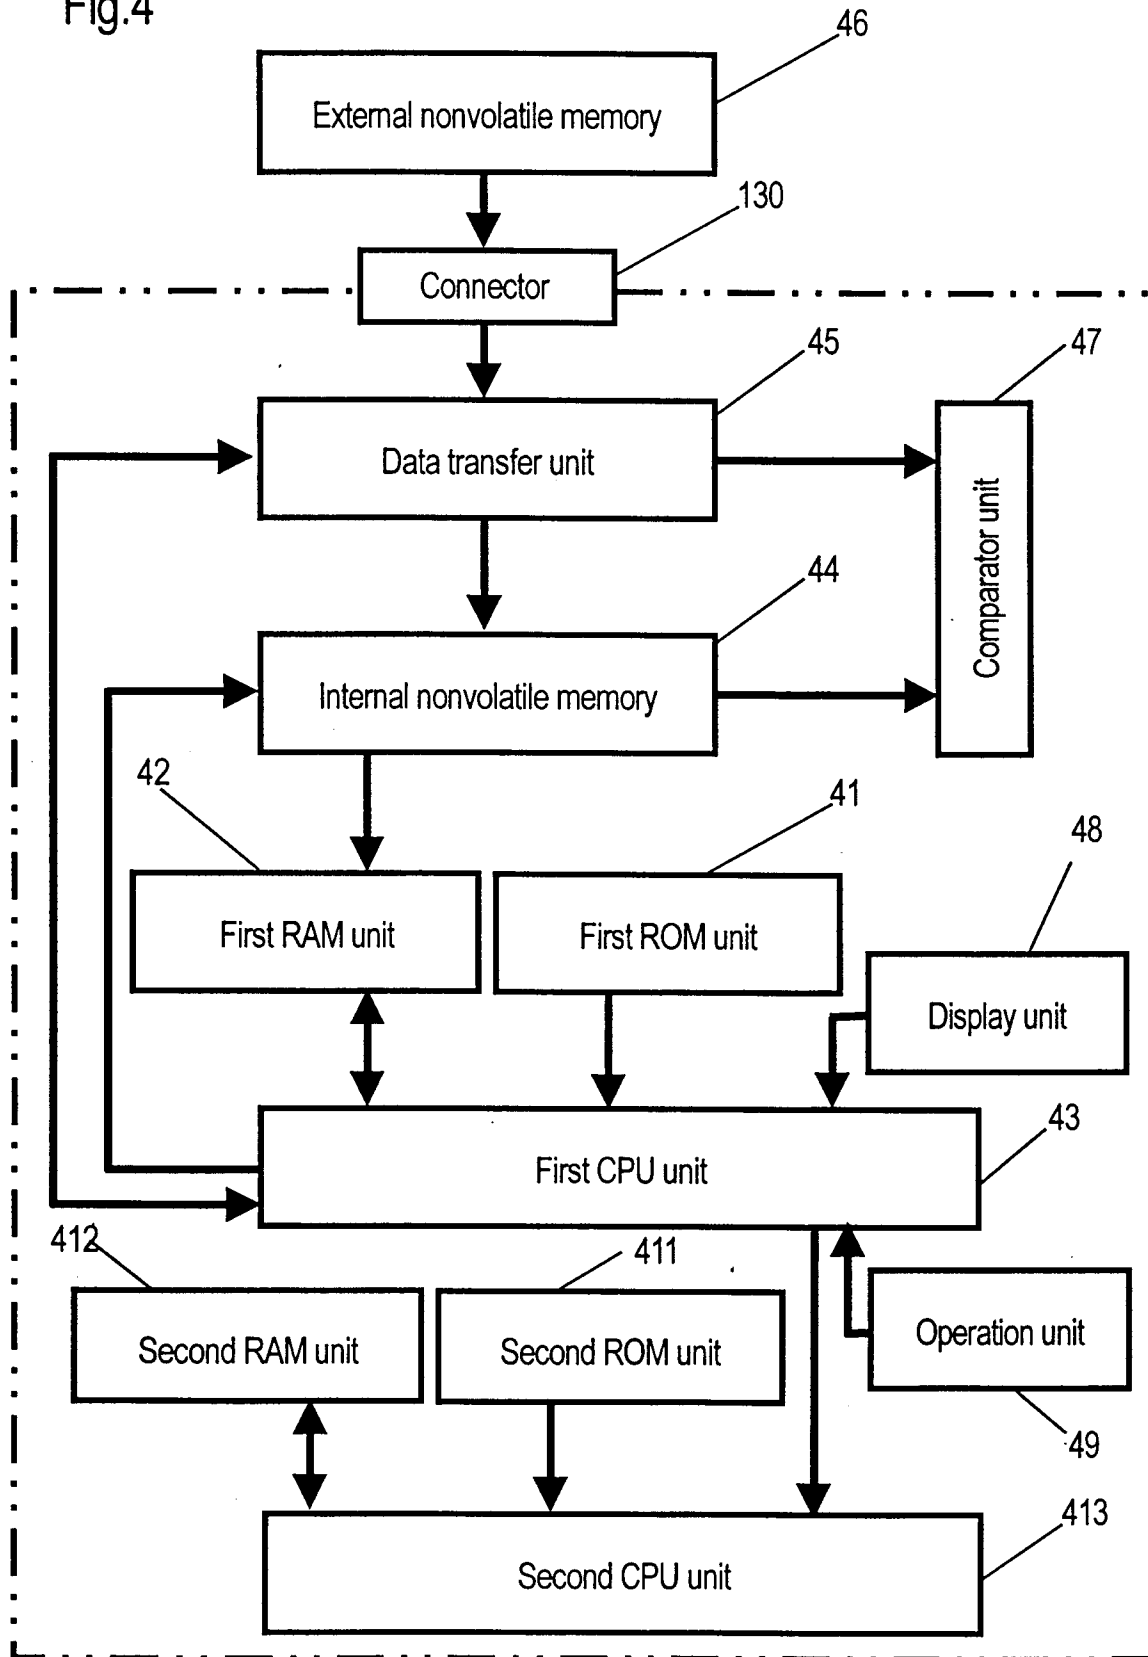 Fig.4
46
External nonvolatile memory
130
Connector
45
47
Data transfer unit
Comparator unit
44
Internal nonvolatile memory
42
41
48
First RAM unit
First ROM unit
Display unit
43
First CPU unit
412
411
Second RAM unit
Second ROM unit
Operation unit
49
413
Second CPU unit